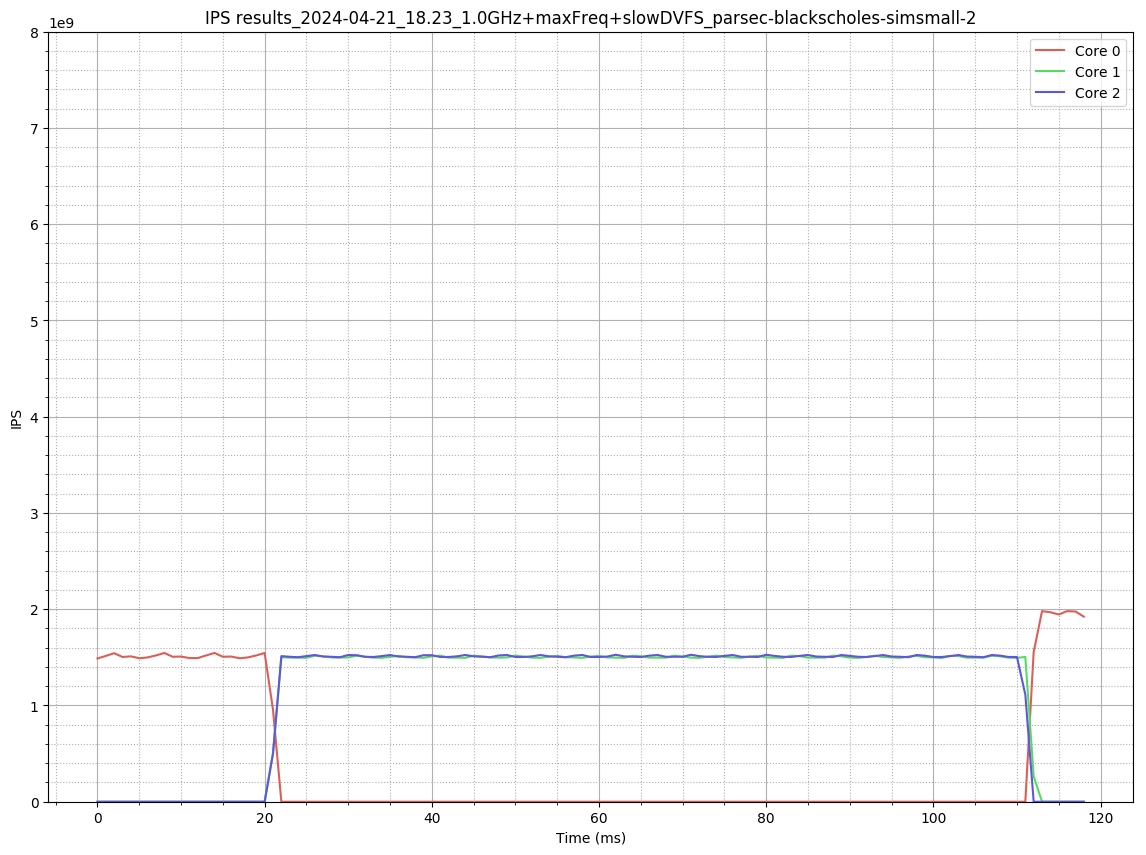 IPS results_2024-04-21_18.23_1.0GHz+maxFreq+slowDVFS_parsec-blackscholes-simsmall-2
1e9
Core 0
Core 1
Core 2
8
7
6
5
4
3
2
1
0
IPS
0 20 40 60 80 100 120
Time (ms)